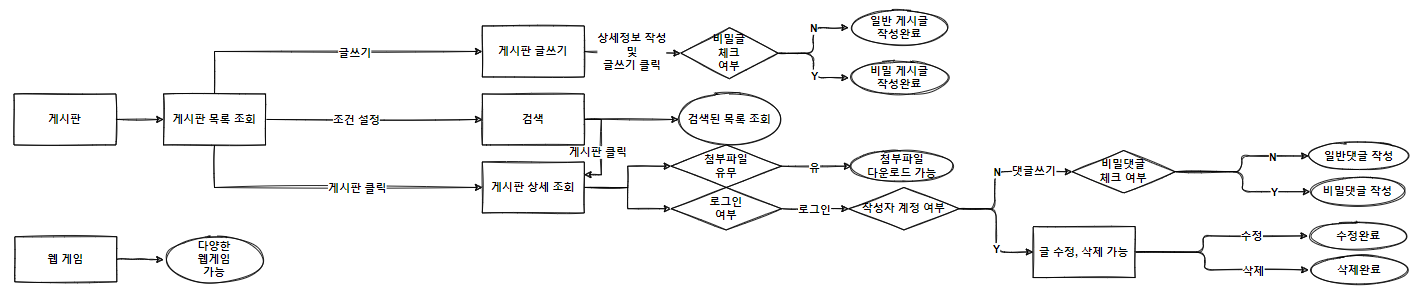 게시판
게시판 목록 조회
글쓰기
게시판 글쓰기
상세정보 작성
및
글쓰기 클릭
비밀글
체크
여부
N
일반 게시글
작성완료
Y
비밀 게시글
작성완료
조건 설정
검색
검색된 목록 조회
게시판 클릭
게시판 클릭
게시판 상세 조회
첨부파일
유무
유
첨부파일
다운로드 가능
로그인
여부
로그인
작성자 계정 여부
N
댓글쓰기
비밀댓글
체크 여부
N
일반댓글 작성
Y
비밀댓글 작성
Y
글 수정, 삭제 가능
수정
수정완료
삭제
삭제완료
웹 게임
다양한
웹게임
가능